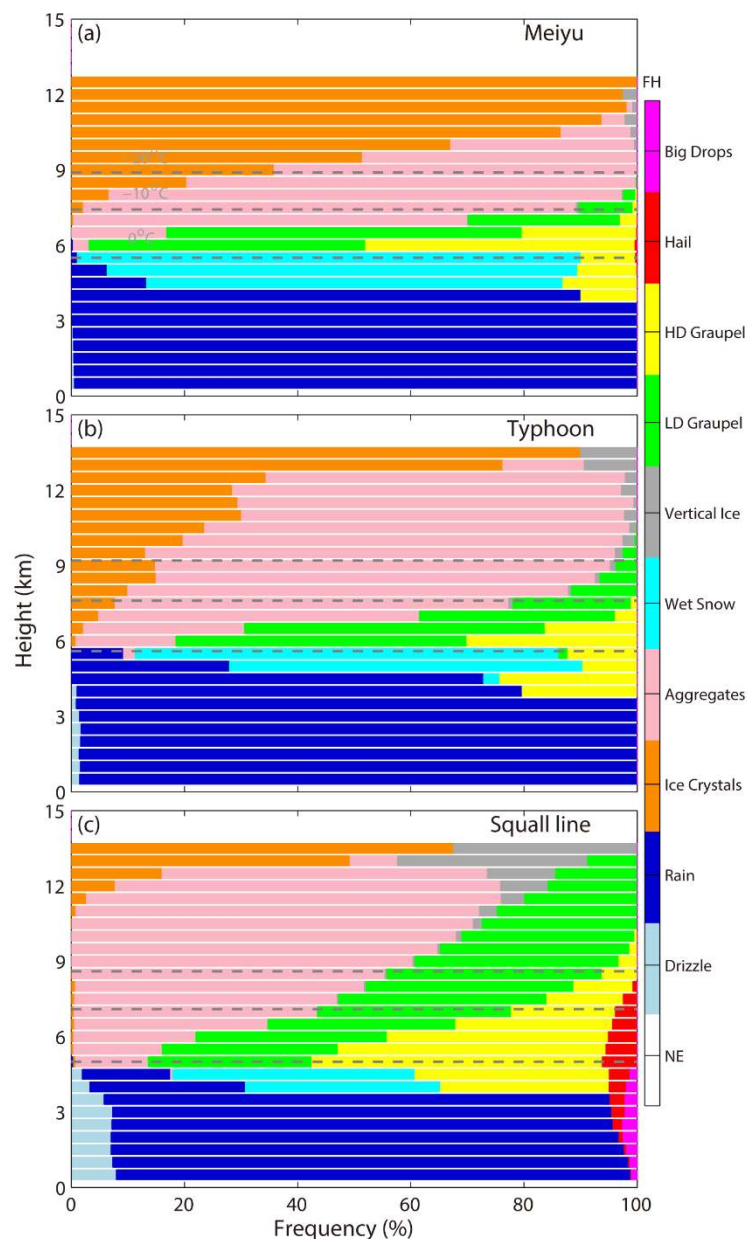 (a) Meiyu
15
12
9
6
3
0
−10°C
0°C
(b) Typhoon
15
12
9
6
3
0
Height (km)
(c) Squall line
15
12
9
6
3
0
0 20 40 60 80 100
Frequency (%)
FH
Big Drops
Hail
HD Graupel
LD Graupel
Vertical Ice
Wet Snow
Aggregates
Ice Crystals
Rain
Drizzle
NE